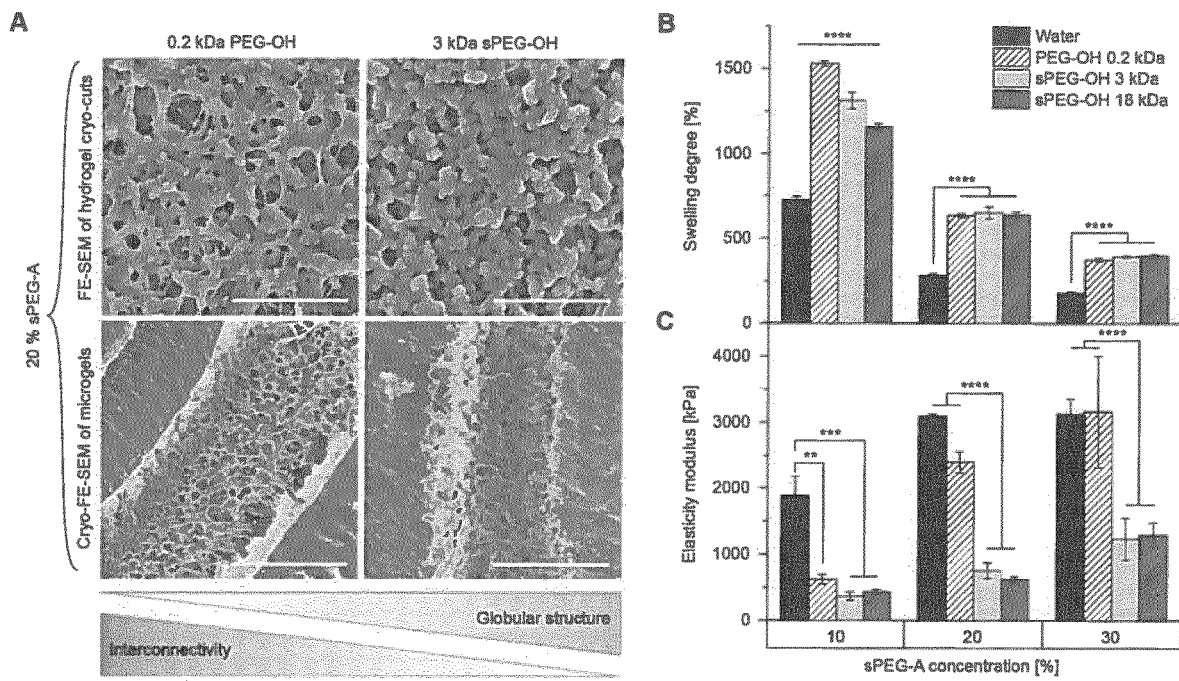 A
0.2 kDa PEG-OH
3 kDa sPEG-OH
20 % sPEG-A
FE-SEM of hydrogel cryo-cuts
Cryo-FE-SEM of microgels
Globular structure
Interconnectivity
B
Water
PEG-OH 0.2 kDa
sPEG-OH 3 kDa
sPEG-OH 18 kDa
Swelling degree [%]
1500
1000
500
0
****
****
****
C
Elasticity modulus [kPa]
4000
3000
2000
1000
0
**
***
****
****
10
20
30
sPEG-A concentration [%]